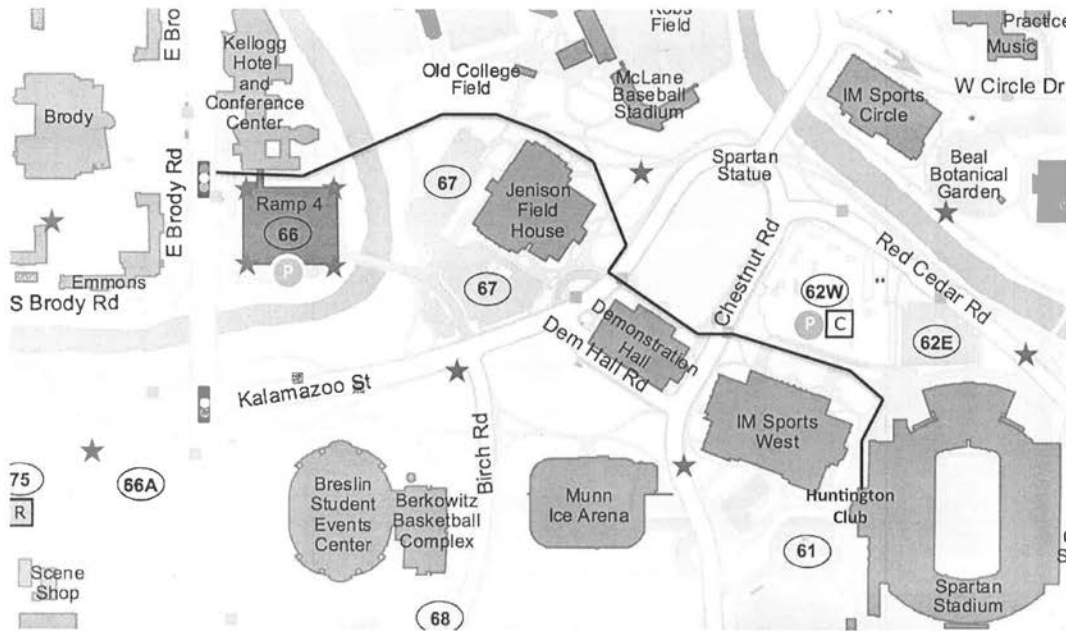 E Bro
Kellogg
Hotel
and
Conference
Center
Old College
Field
Field
McLane
Baseball
Stadium
IM Sports
Circle
Practice
Music
W Circle Dr
Brody
E Brody Rd
Ramp 4
66
P
67
Jenison
Field
House
Spartan
Statue
Beal
Botanical
Garden
Emmons
S Brody Rd
67
Chestnut Rd
62W
P
C
Red Cedar Rd
62E
Demonstration
Hall
Dem Hall Rd
Kalamazoo St
Birch Rd
IM Sports
West
75
R
66A
Breslin
Student
Events
Center
Berkowitz
Basketball
Complex
Munn
Ice Arena
Huntington
Club
61
Scene
Shop
68
Spartan
Stadium